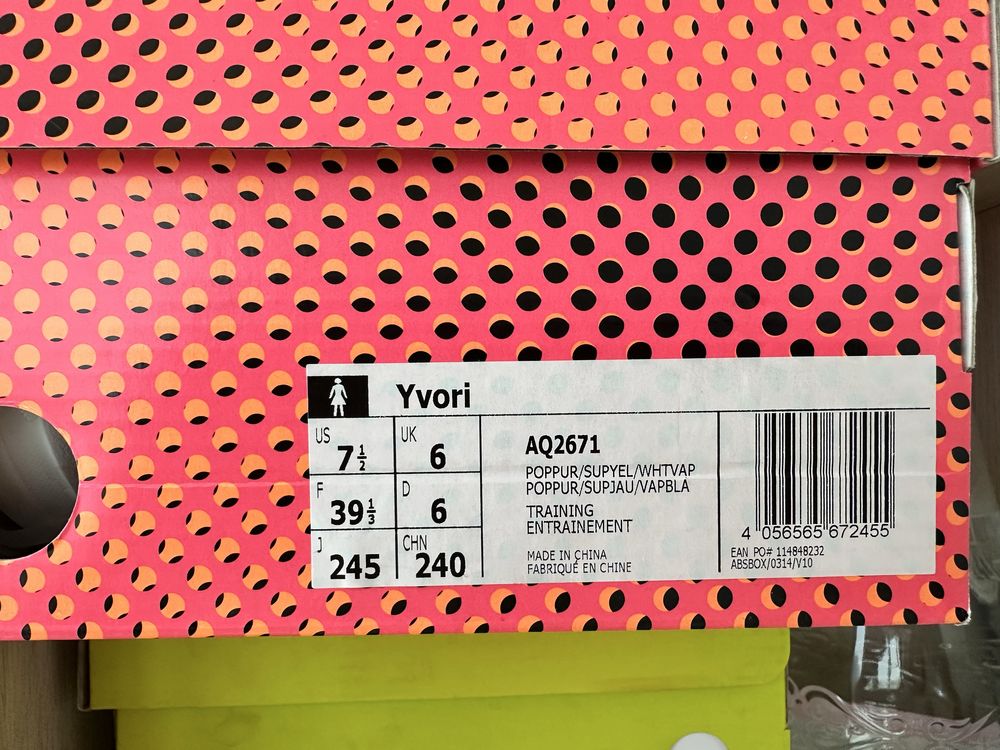 Yvori
US 7 1/2
UK 6
F 39 1/3
D 6
J 245
CHN 240
AQ2671
POPPUR/SUPYEL/WHTVAP
POPPUR/SUPJAU/VAPBLA
TRAINING
ENTRAINEMENT
MADE IN CHINA
FABRIQUÉ EN CHINE
4 056565 672455
EAN PO# 114848232
ABSBOX/0314/V10